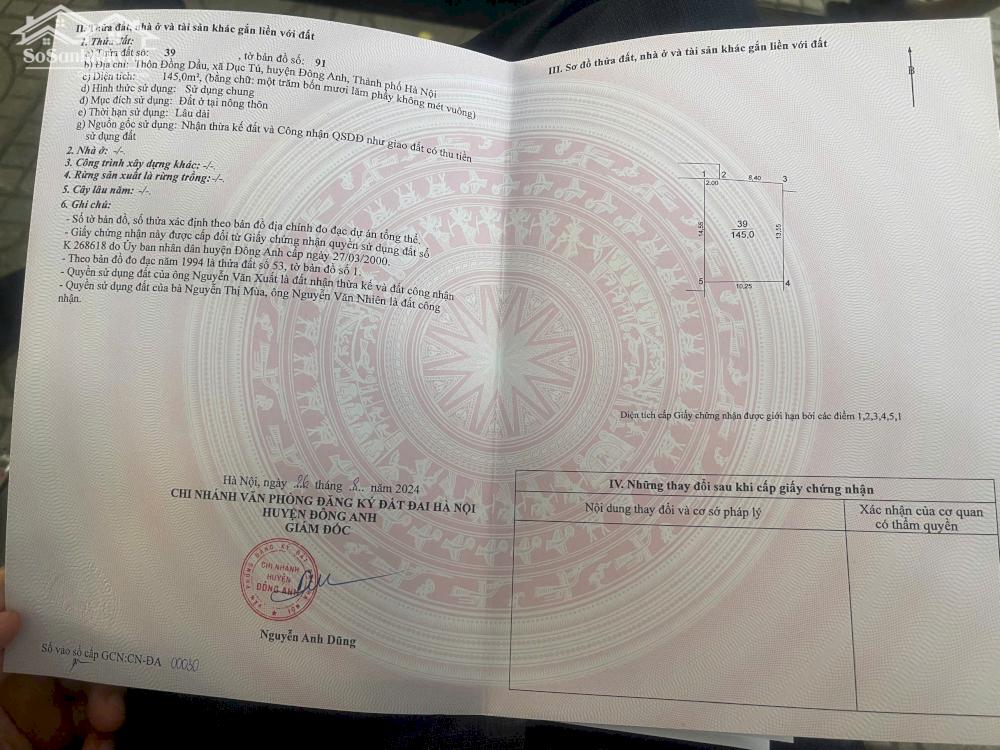 SoSanhNha
II. Thửa đất, nhà ở và tài sản khác gắn liền với đất
1. Thửa đất:
a) Thửa đất số: 39 , tờ bản đồ số: 91
b) Địa chỉ: Thôn Đồng Dầu, xã Dục Tú, huyện Đông Anh, Thành phố Hà Nội
c) Diện tích: 145,0m², (bằng chữ: một trăm bốn mươi lăm phẩy không mét vuông)
d) Hình thức sử dụng: Sử dụng chung
đ) Mục đích sử dụng: Đất ở tại nông thôn
e) Thời hạn sử dụng: Lâu dài
g) Nguồn gốc sử dụng: Nhận thừa kế đất và Công nhận QSDĐ như giao đất có thu tiền
sử dụng đất
2. Nhà ở: -/-.
3. Công trình xây dựng khác: -/-.
4. Rừng sản xuất là rừng trồng: -/-.
5. Cây lâu năm: -/-.
6. Ghi chú:
- Số tờ bản đồ, số thửa xác định theo bản đồ địa chính đo đạc dự án tổng thể.
- Giấy chứng nhận này được cấp đổi từ Giấy chứng nhận quyền sử dụng đất số
K 268618 do Ủy ban nhân dân huyện Đông Anh cấp ngày 27/03/2000.
- Theo bản đồ đo đạc năm 1994 là thửa đất số 53, tờ bản đồ số 1.
- Quyền sử dụng đất của ông Nguyễn Văn Xuất là đất nhận thừa kế và đất công nhận
- Quyền sử dụng đất của bà Nguyễn Thị Mùa, ông Nguyễn Văn Nhiên là đất công
nhận.
Hà Nội, ngày 26 tháng 8 năm 2024
CHI NHÁNH VĂN PHÒNG ĐĂNG KÝ ĐẤT ĐAI HÀ NỘI
HUYỆN ĐÔNG ANH
GIÁM ĐỐC
CHI NHÁNH
HUYỆN
ĐÔNG ANH
Nguyễn Anh Dũng
Số vào sổ cấp GCN:CN-ĐA 00030
III. Sơ đồ thửa đất, nhà ở và tài sản khác gắn liền với đất
B
1 2 3
2.00 8.40
14.55
39
145.0
13.55
5 10.25 4
Diện tích cấp Giấy chứng nhận được giới hạn bởi các điểm 1,2,3,4,5,1
IV. Những thay đổi sau khi cấp giấy chứng nhận
Nội dung thay đổi và cơ sở pháp lý
Xác nhận của cơ quan
có thẩm quyền